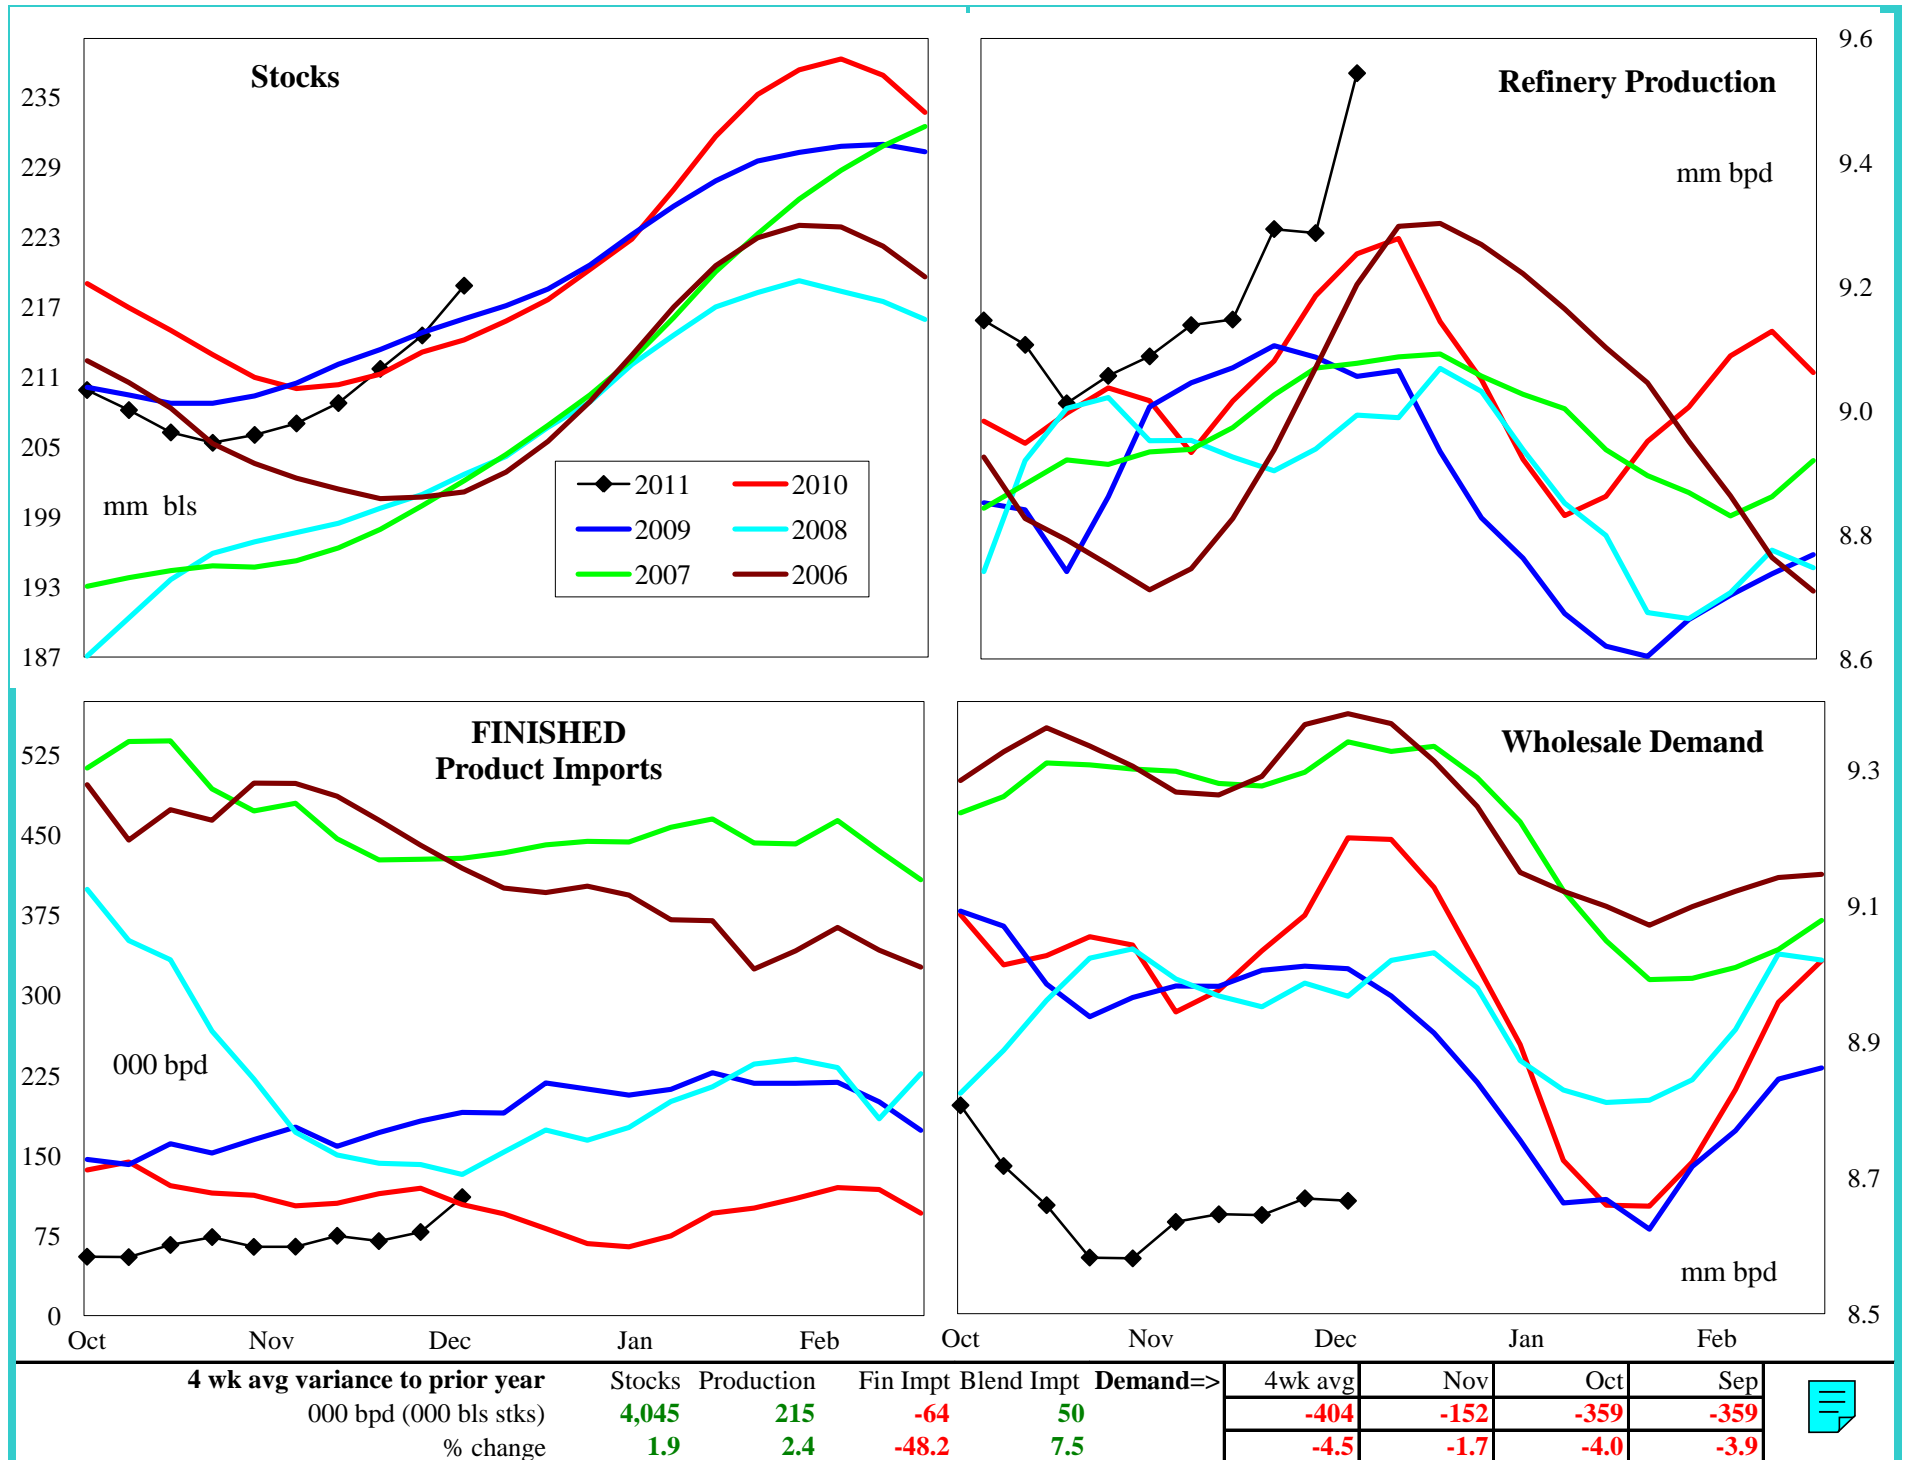 Stocks
235
229
223
217
211
205
199
193
187
mm bls
2011 2010
2009 2008
2007 2006
Refinery Production
mm bpd
9.6
9.4
9.2
9.0
8.8
8.6
FINISHED
Product Imports
525
450
375
300
225
150
75
0
000 bpd
Oct Nov Dec Jan Feb
Wholesale Demand
9.3
9.1
8.9
8.7
8.5
mm bpd
Oct Nov Dec Jan Feb
4 wk avg variance to prior year Stocks Production Fin Impt Blend Impt Demand=> 4wk avg Nov Oct Sep
000 bpd (000 bls stks) 4,045 215 -64 50 -404 -152 -359 -359
% change 1.9 2.4 -48.2 7.5 -4.5 -1.7 -4.0 -3.9